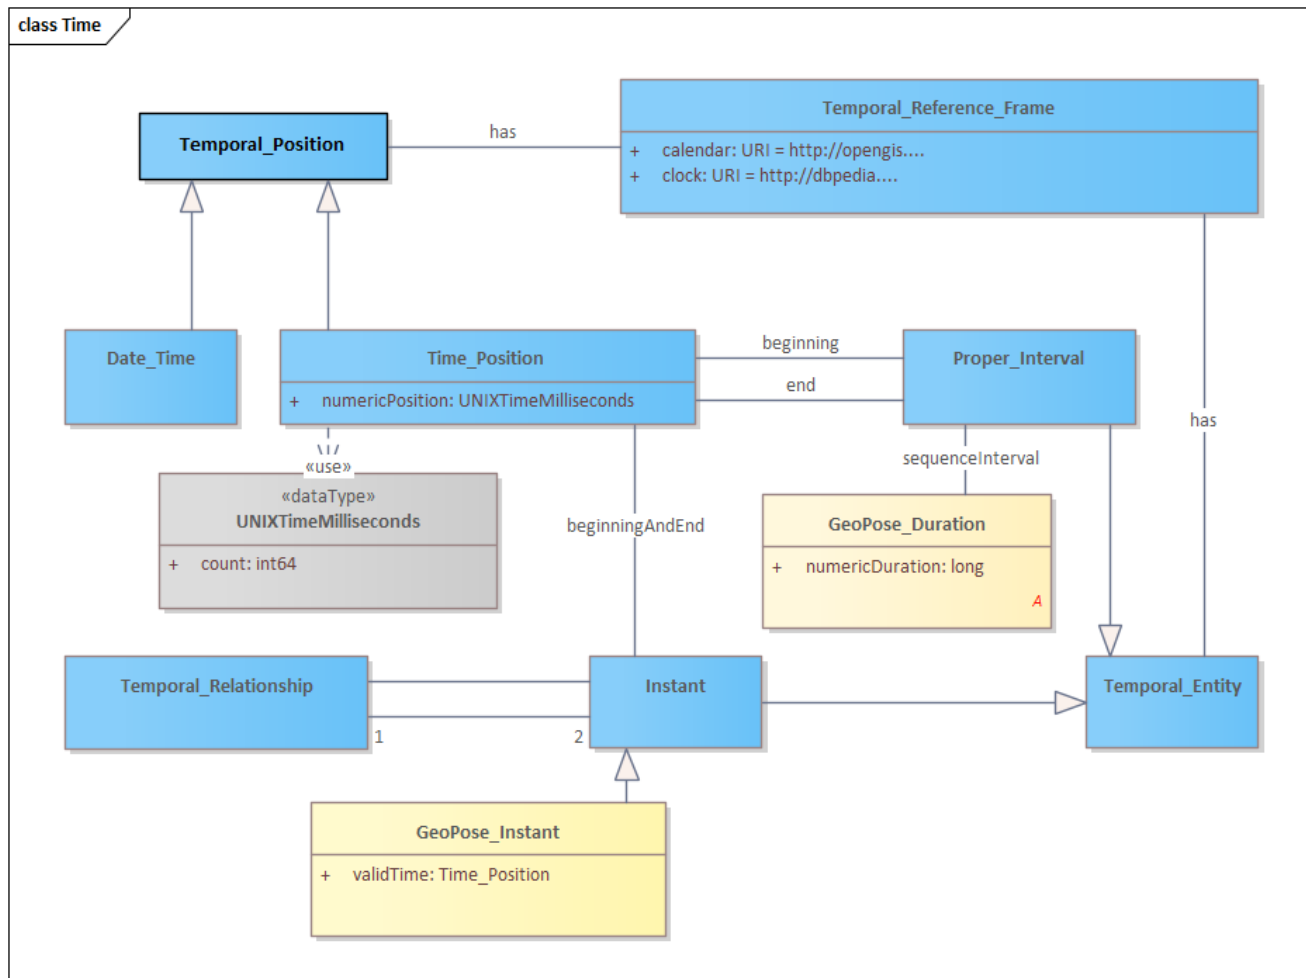 class Time
Temporal_Position
has
Temporal_Reference_Frame
+ calendar: URI = http://opengis....
+ clock: URI = http://dbpedia....
Date_Time
Time_Position
+ numericPosition: UNIXTimeMilliseconds
beginning
end
Proper_Interval
has
«use»
«dataType»
UNIXTimeMilliseconds
+ count: int64
beginningAndEnd
sequenceInterval
GeoPose_Duration
+ numericDuration: long
A
Temporal_Relationship
1
2
Instant
Temporal_Entity
GeoPose_Instant
+ validTime: Time_Position